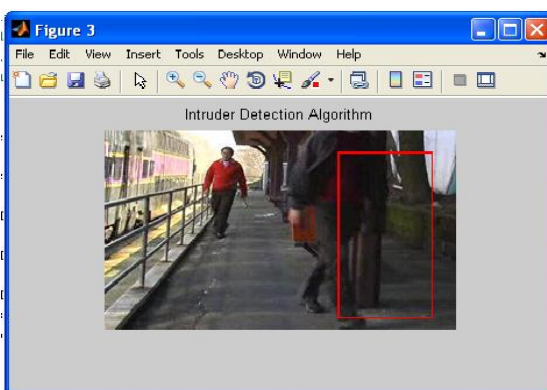 Figure 3
File Edit View Insert Tools Desktop Window Help
Intruder Detection Algorithm